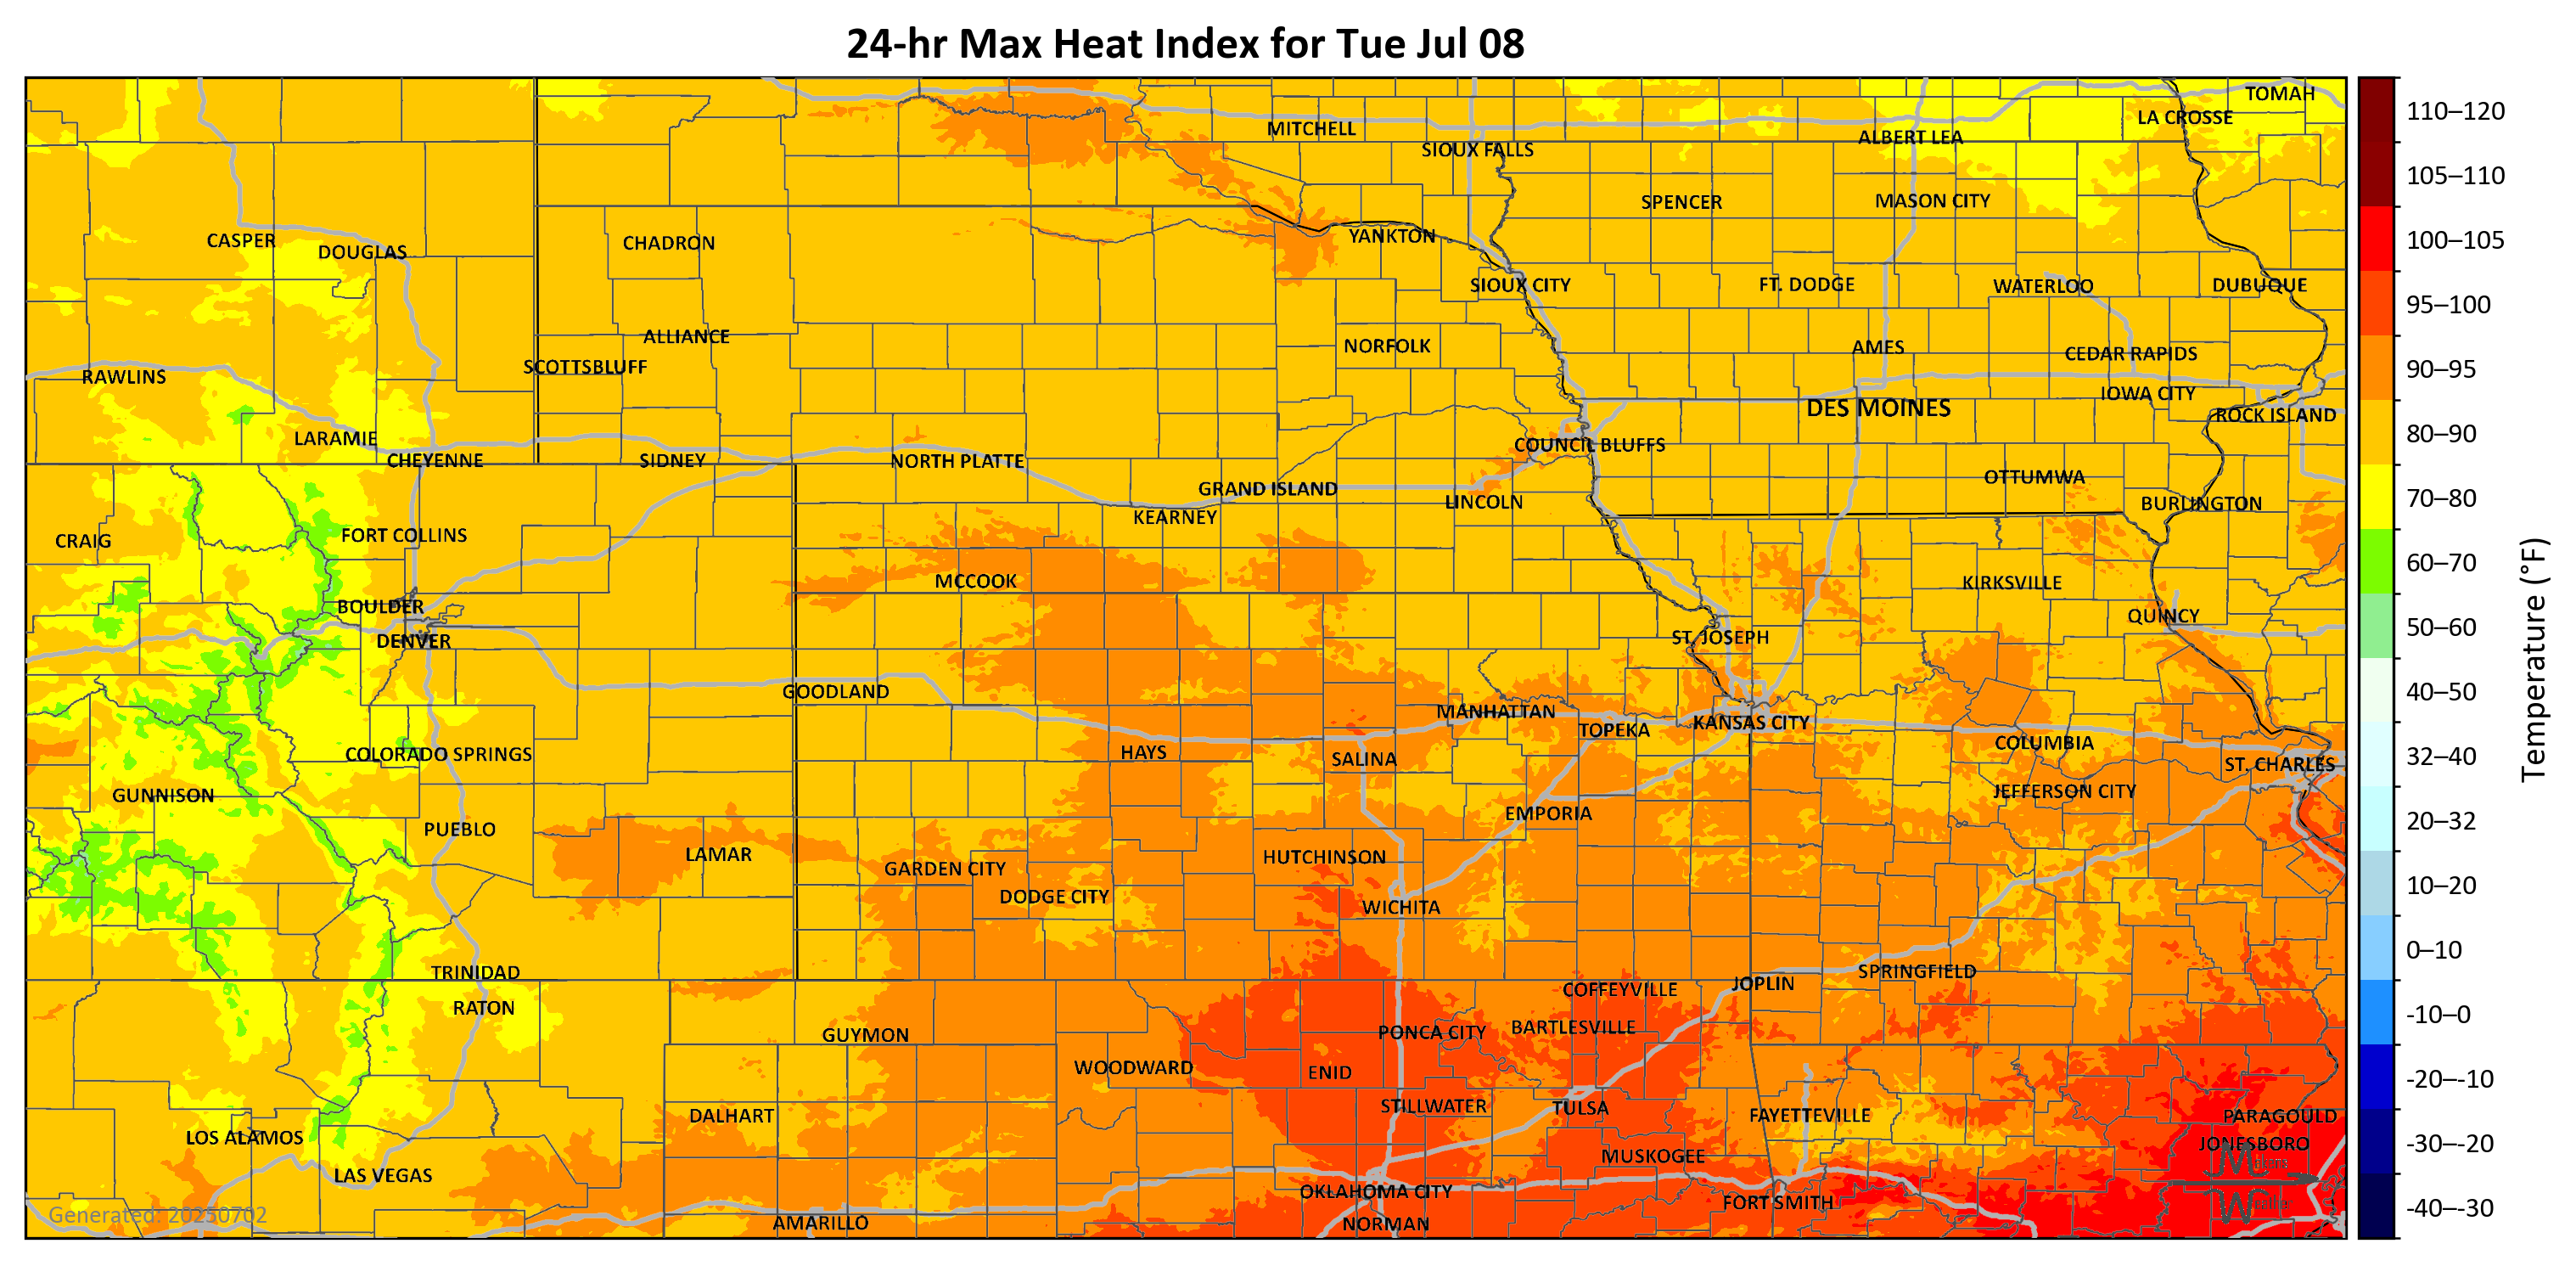 24-hr Max Heat Index for Tue Jul 08
TOMAH
LA CROSSE
MITCHELL
ALBERT LEA
SIOUX FALLS
SPENCER
MASON CITY
CASPER
DOUGLAS
CHADRON
YANKTON
SIOUX CITY
FT. DODGE
WATERLOO
DUBUQUE
ALLIANCE
NORFOLK
AMES
CEDAR RAPIDS
SCOTTSBLUFF
RAWLINS
IOWA CITY
DES MOINES
ROCK ISLAND
LARAMIE
COUNCIL BLUFFS
CHEYENNE
SIDNEY
NORTH PLATTE
OTTUMWA
GRAND ISLAND
LINCOLN
BURLINGTON
KEARNEY
CRAIG
FORT COLLINS
MCCOOK
KIRKSVILLE
BOULDER
QUINCY
DENVER
ST. JOSEPH
GOODLAND
MANHATTAN
KANSAS CITY
TOPEKA
COLUMBIA
COLORADO SPRINGS
HAYS
SALINA
ST. CHARLES
GUNNISON
JEFFERSON CITY
EMPORIA
PUEBLO
LAMAR
HUTCHINSON
GARDEN CITY
DODGE CITY
WICHITA
TRINIDAD
SPRINGFIELD
JOPLIN
COFFEYVILLE
RATON
GUYMON
PONCA CITY
BARTLESVILLE
WOODWARD
ENID
STILLWATER
TULSA
DALHART
FAYETTEVILLE
PARAGOULD
LOS ALAMOS
JONESBORO
MUSKOGEE
LAS VEGAS
OKLAHOMA CITY
FORT SMITH
AMARILLO
NORMAN
Generated: 20250702
110–120
105–110
100–105
95–100
90–95
80–90
70–80
60–70
50–60
40–50
32–40
20–32
10–20
0–10
-10–0
-20–-10
-30–-20
-40–-30
Temperature (°F)